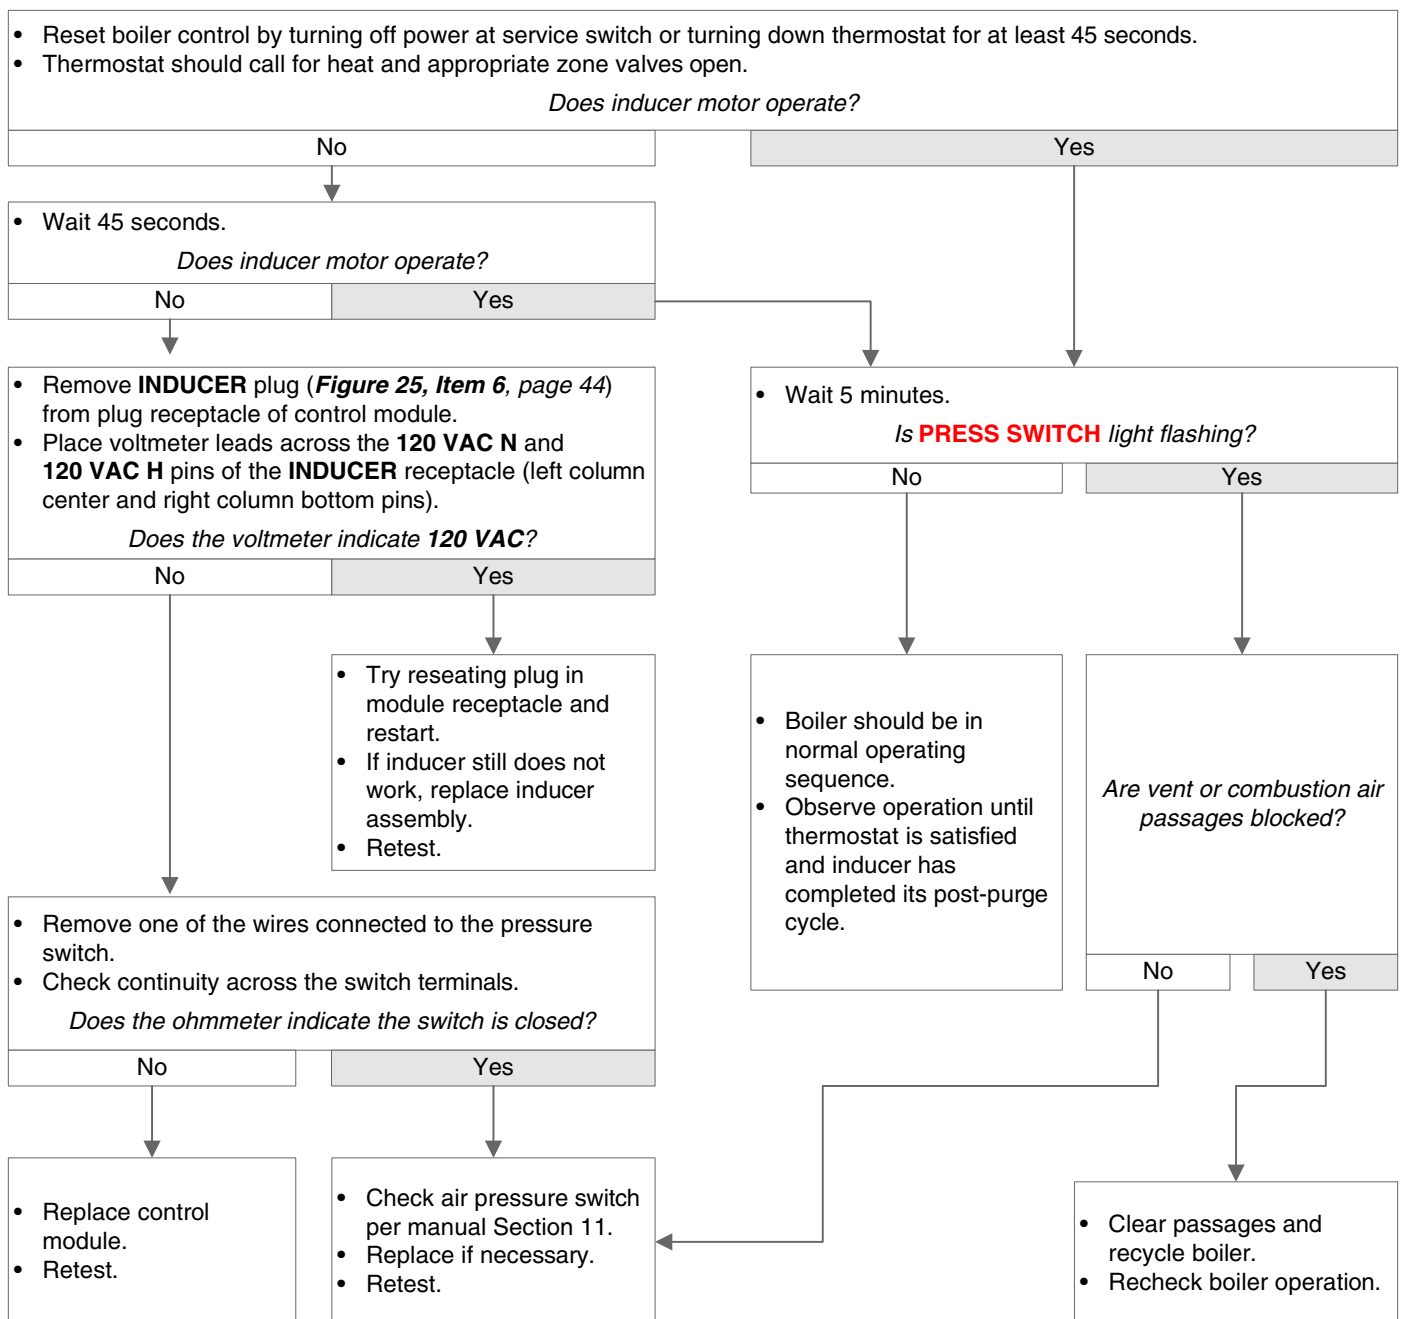 • Reset boiler control by turning off power at service switch or turning down thermostat for at least 45 seconds.
• Thermostat should call for heat and appropriate zone valves open.
Does inducer motor operate?
No
Yes
• Wait 45 seconds.
Does inducer motor operate?
No
Yes
• Remove INDUCER plug (Figure 25, Item 6, page 44)
from plug receptacle of control module.
• Place voltmeter leads across the 120 VAC N and
120 VAC H pins of the INDUCER receptacle (left column
center and right column bottom pins).
Does the voltmeter indicate 120 VAC?
No
Yes
• Wait 5 minutes.
Is PRESS SWITCH light flashing?
No
Yes
• Try reseating plug in
module receptacle and
restart.
• If inducer still does not
work, replace inducer
assembly.
• Retest.
• Boiler should be in
normal operating
sequence.
• Observe operation until
thermostat is satisfied
and inducer has
completed its post-purge
cycle.
Are vent or combustion air
passages blocked?
No
Yes
• Remove one of the wires connected to the pressure
switch.
• Check continuity across the switch terminals.
Does the ohmmeter indicate the switch is closed?
No
Yes
• Replace control
module.
• Retest.
• Check air pressure switch
per manual Section 11.
• Replace if necessary.
• Retest.
• Clear passages and
recycle boiler.
• Recheck boiler operation.